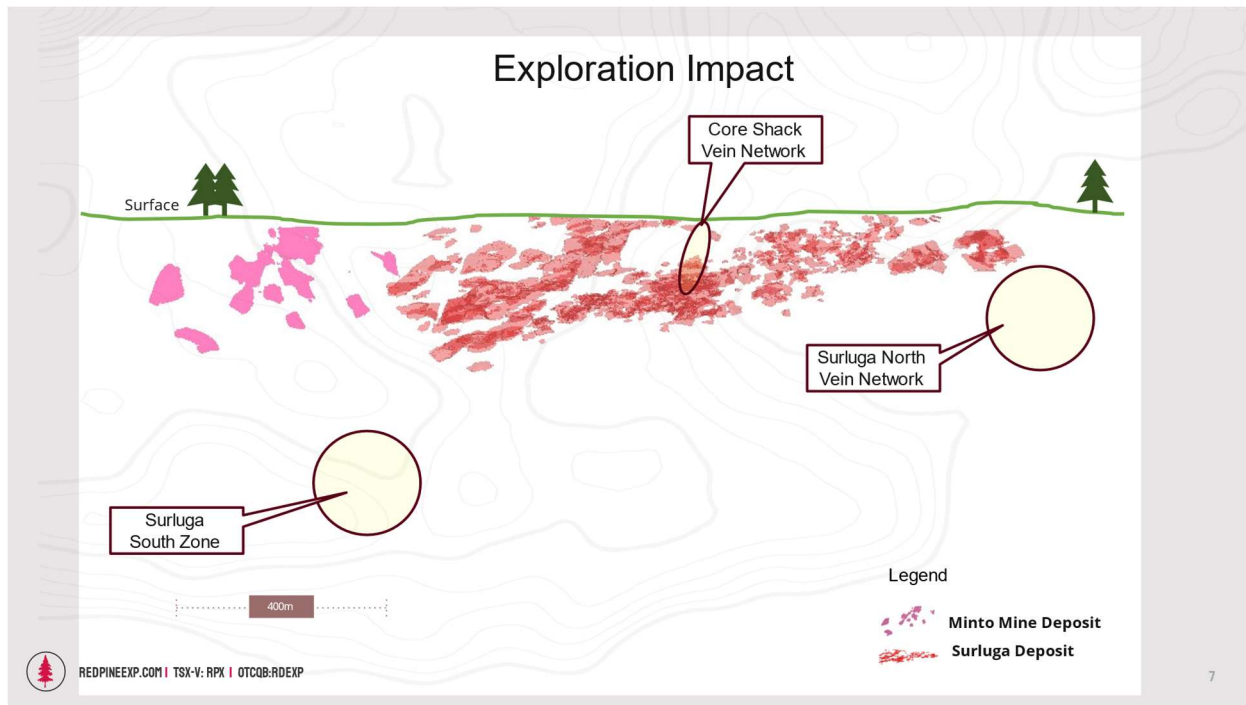 Exploration Impact
Core Shack
Vein Network
Surface
Surluga North
Vein Network
Surluga
South Zone
400m
Legend
Minto Mine Deposit
Surluga Deposit
REDPINEEXP.COM | TSX-V: RPX | OTCQB:RDEXP
7